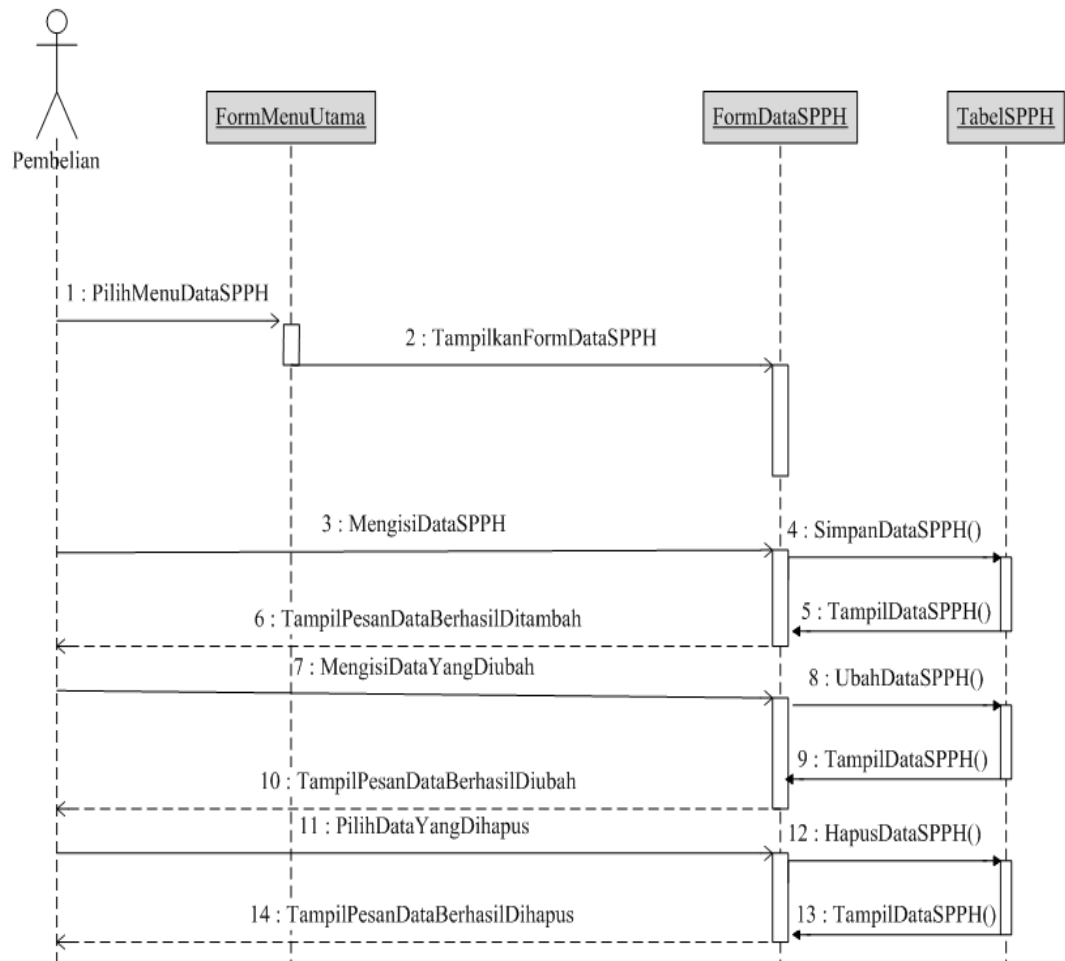 FormMenuUtama
FormDataSPPH
TabelSPPH
Pembelian
1 : PilihMenuDataSPPH
2 : TampilkanFormDataSPPH
3 : MengisiDataSPPH
4 : SimpanDataSPPH()
5 : TampilDataSPPH()
6 : TampilPesanDataBerhasilDitambah
7 : MengisiDataYangDiubah
8 : UbahDataSPPH()
9 : TampilDataSPPH()
10 : TampilPesanDataBerhasilDiubah
11 : PilihDataYangDihapus
12 : HapusDataSPPH()
13 : TampilDataSPPH()
14 : TampilPesanDataBerhasilDihapus